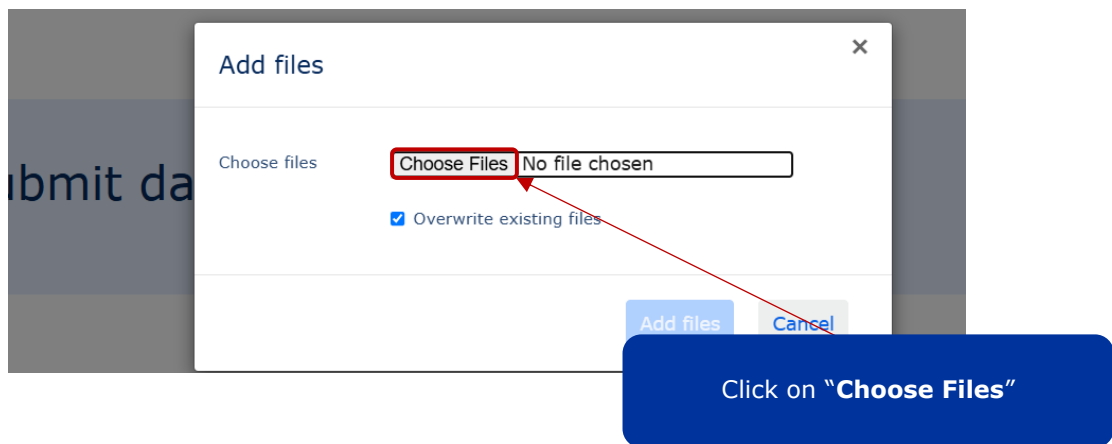 Add files ×
ubmit da
Choose files Choose Files No file chosen
Overwrite existing files
Add files Cancel
Click on “Choose Files”